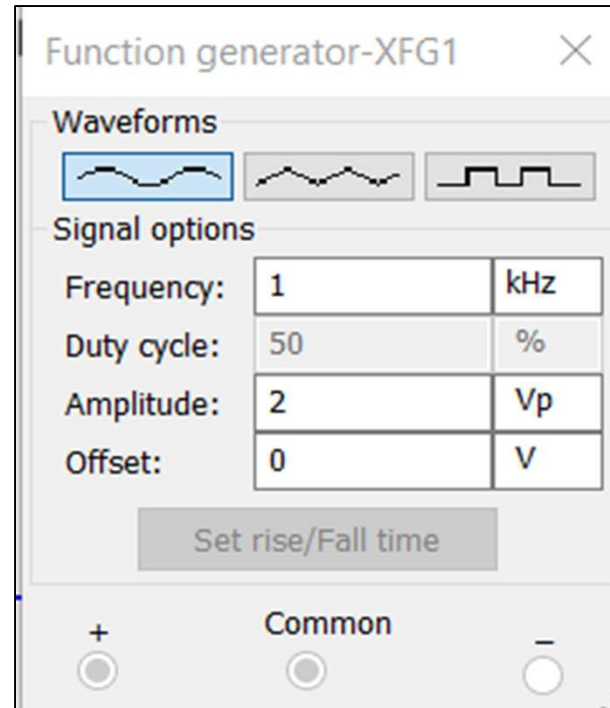 Function generator-XFG1
Waveforms
Signal options
Frequency: 1 kHz
Duty cycle: 50 %
Amplitude: 2 Vp
Offset: 0 V
Set rise/Fall time
+ Common –